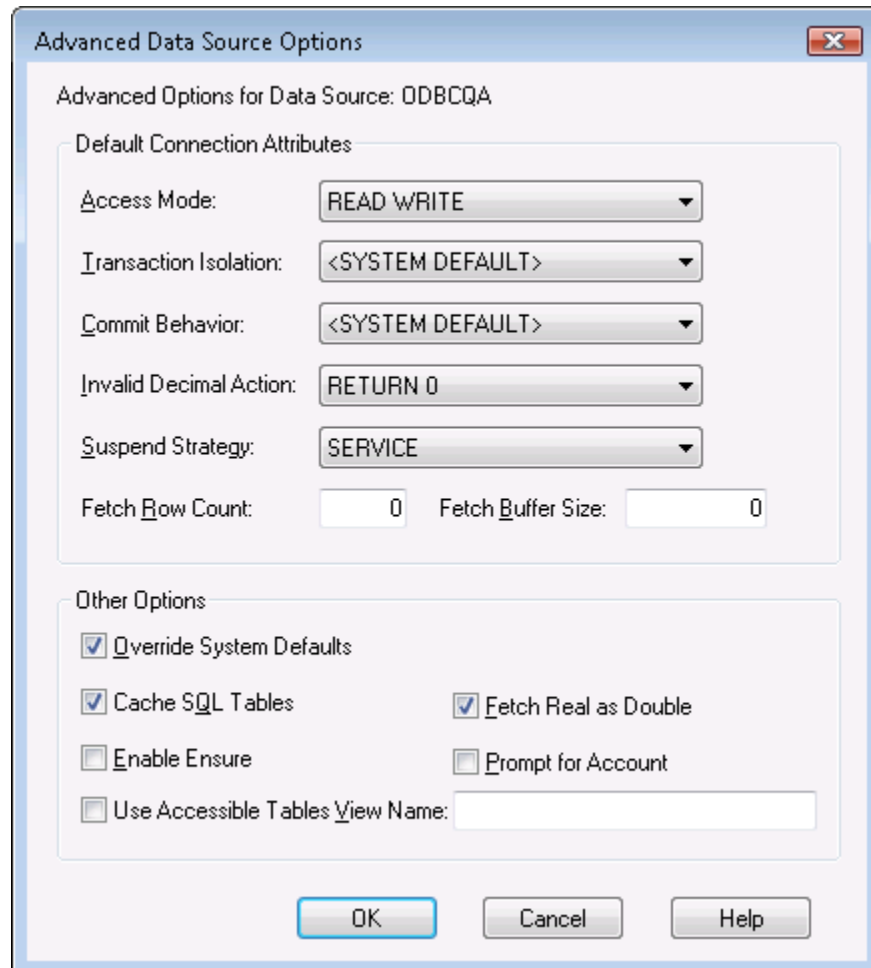 Advanced Data Source Options
Advanced Options for Data Source: ODBCQA
Default Connection Attributes
Access Mode: READ WRITE
Transaction Isolation: <SYSTEM DEFAULT>
Commit Behavior: <SYSTEM DEFAULT>
Invalid Decimal Action: RETURN 0
Suspend Strategy: SERVICE
Fetch Row Count: 0 Fetch Buffer Size: 0
Other Options
Override System Defaults
Cache SQL Tables Fetch Real as Double
Enable Ensure Prompt for Account
Use Accessible Tables View Name:
OK Cancel Help